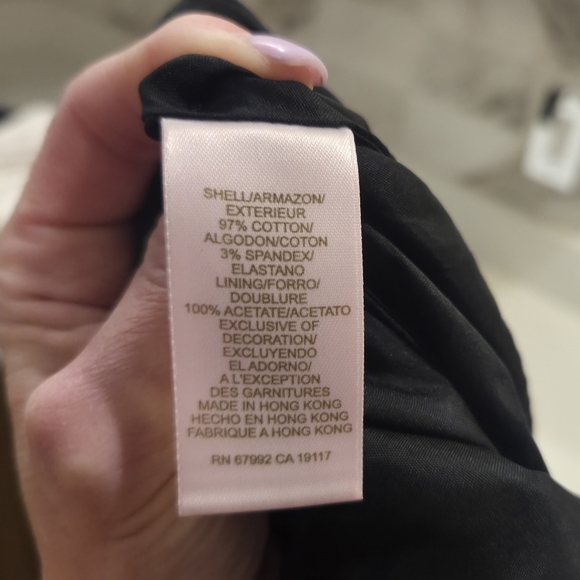 SHELL/ARMAZON/
EXTERIEUR
97% COTTON/
ALGODON/COTON
3% SPANDEX/
ELASTANO
LINING/FORRO/
DOUBLURE
100% ACETATE/ACETATO
EXCLUSIVE OF
DECORATION/
EXCLUYENDO
EL ADORNO/
A L'EXCEPTION
DES GARNITURES
MADE IN HONG KONG
HECHO EN HONG KONG
FABRIQUE A HONG KONG
RN 67992 CA 19117